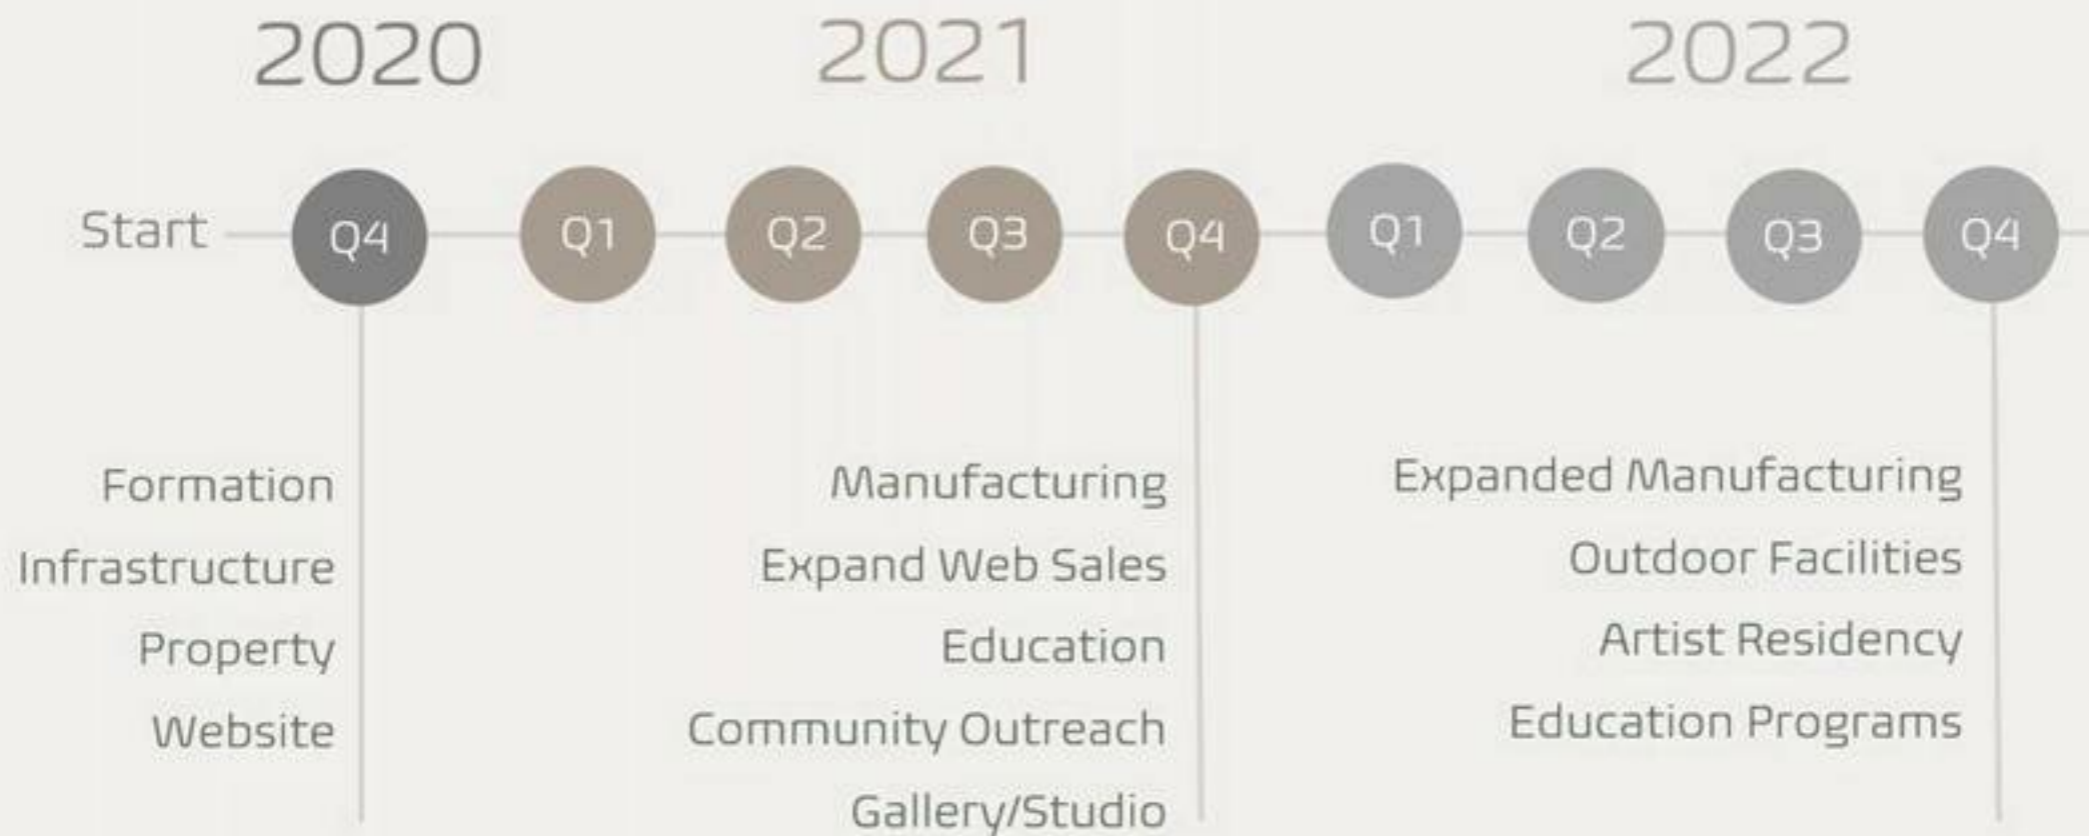 2020
2021
2022
Start
Q4
Q1
Q2
Q3
Q4
Q1
Q2
Q3
Q4
Formation
Infrastructure
Property
Website
Manufacturing
Expand Web Sales
Education
Community Outreach
Gallery/Studio
Expanded Manufacturing
Outdoor Facilities
Artist Residency
Education Programs